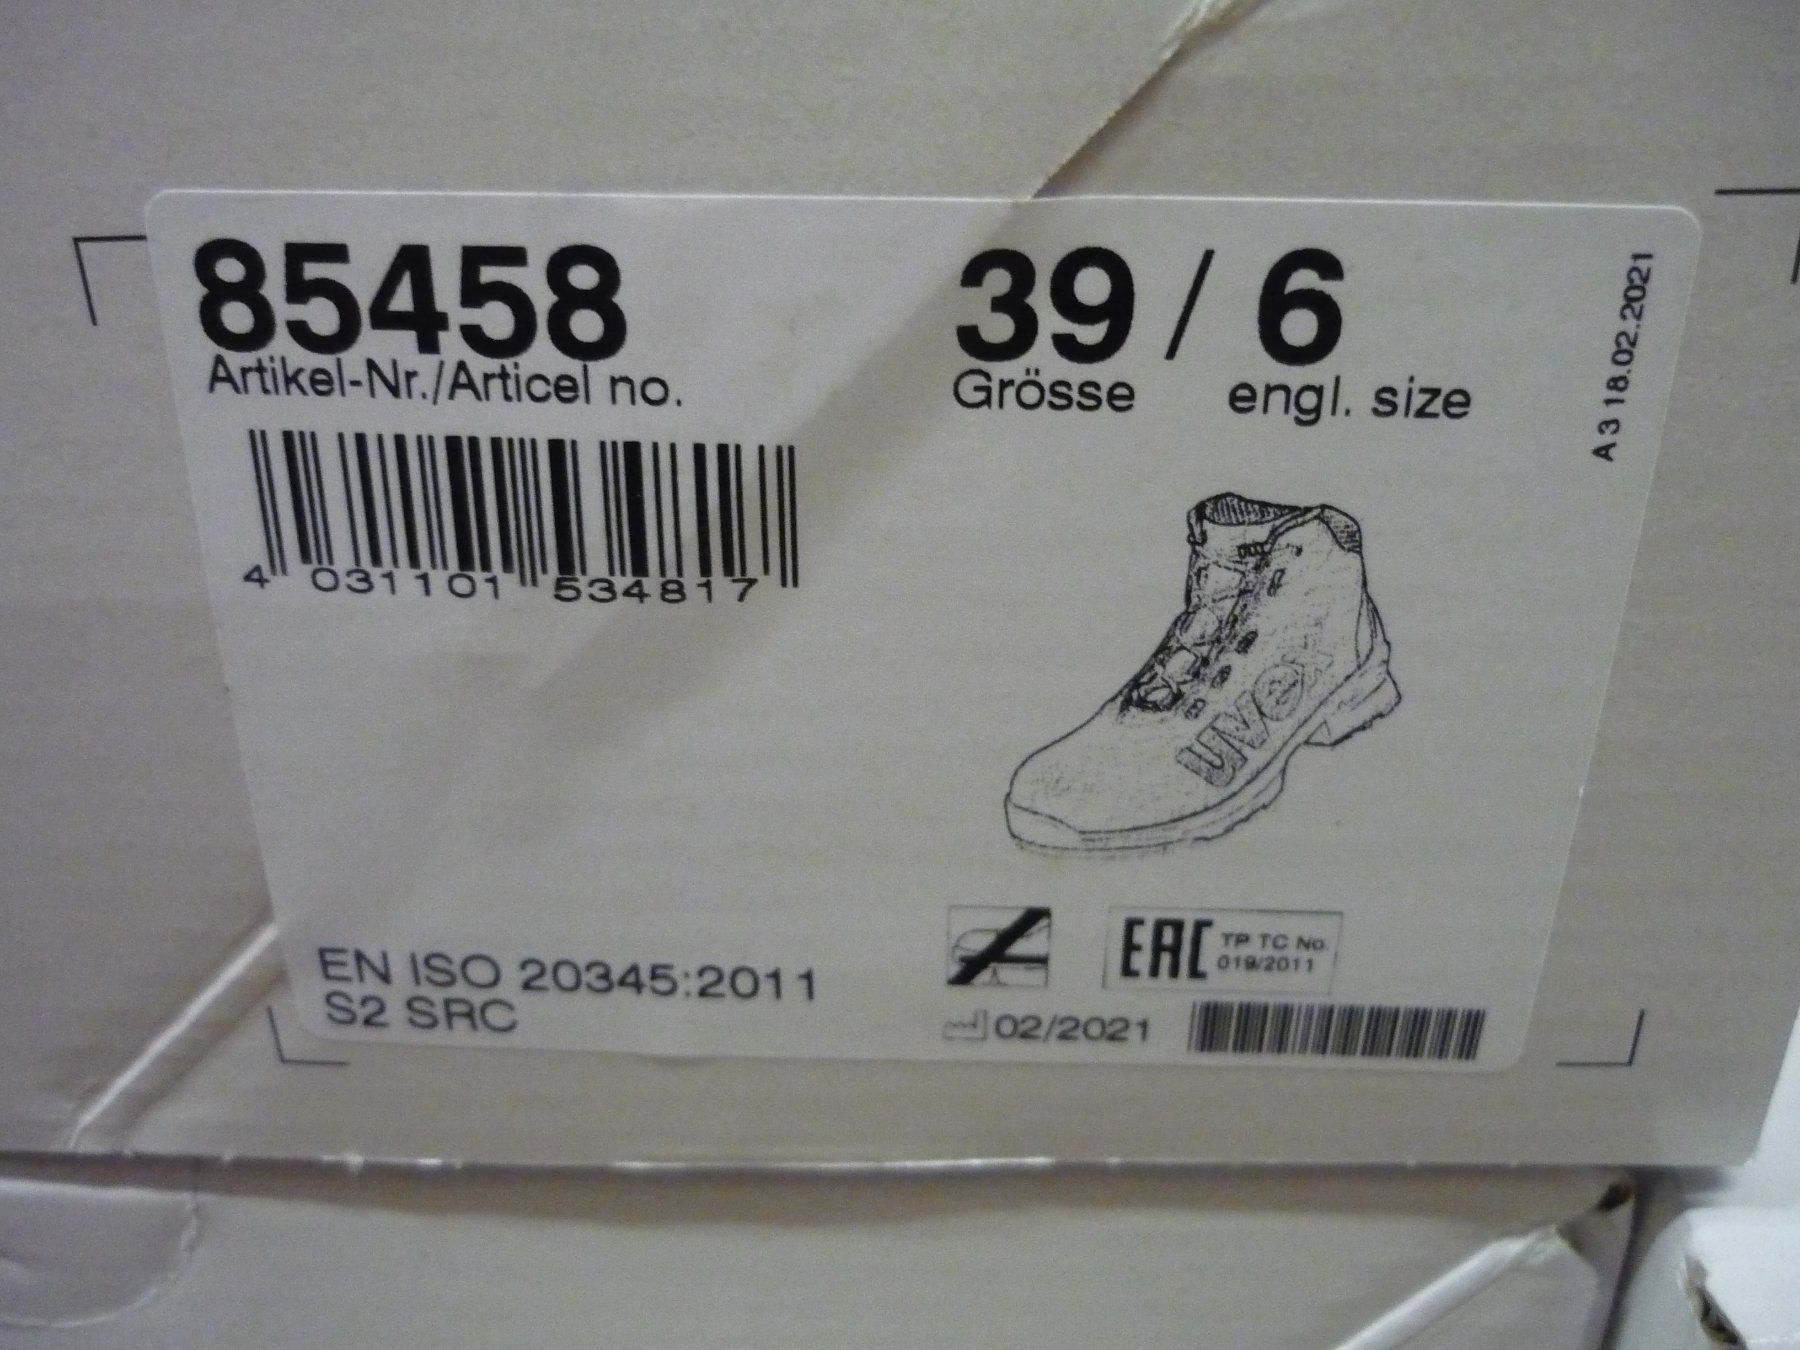 85458
Artikel-Nr./Articel no.
4 031101 534817
39 / 6
Grösse engl. size
A 3 18.02.2021
uvex
EN ISO 20345:2011
S2 SRC
EAC TP TC No.
019/2011
02/2021